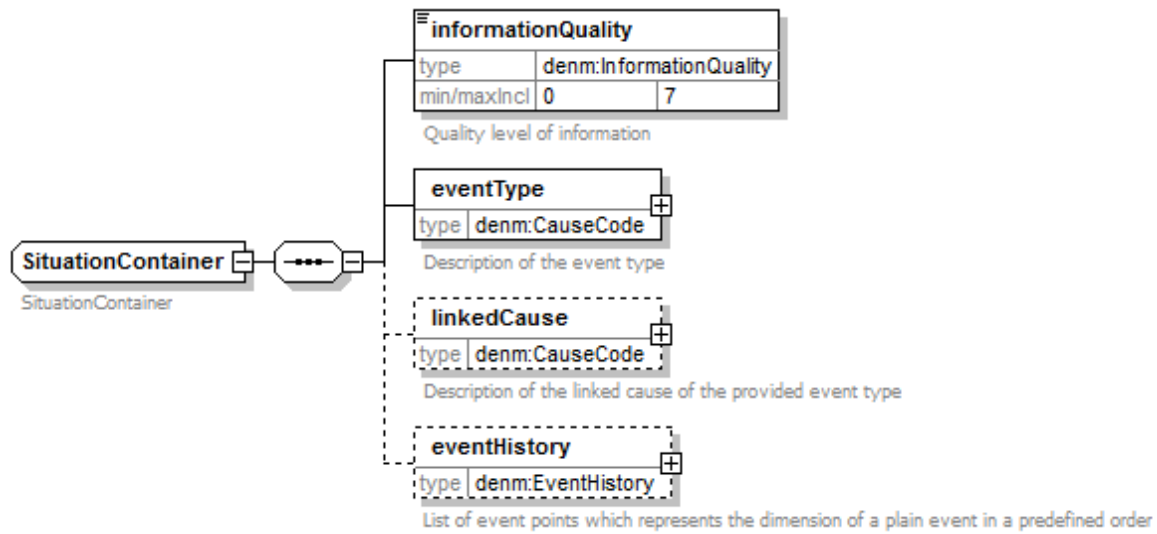 informationQuality
type denm:InformationQuality
min/maxIncl 0 7
Quality level of information
eventType
type denm:CauseCode
Description of the event type
SituationContainer
SituationContainer
linkedCause
type denm:CauseCode
Description of the linked cause of the provided event type
eventHistory
type denm:EventHistory
List of event points which represents the dimension of a plain event in a predefined order